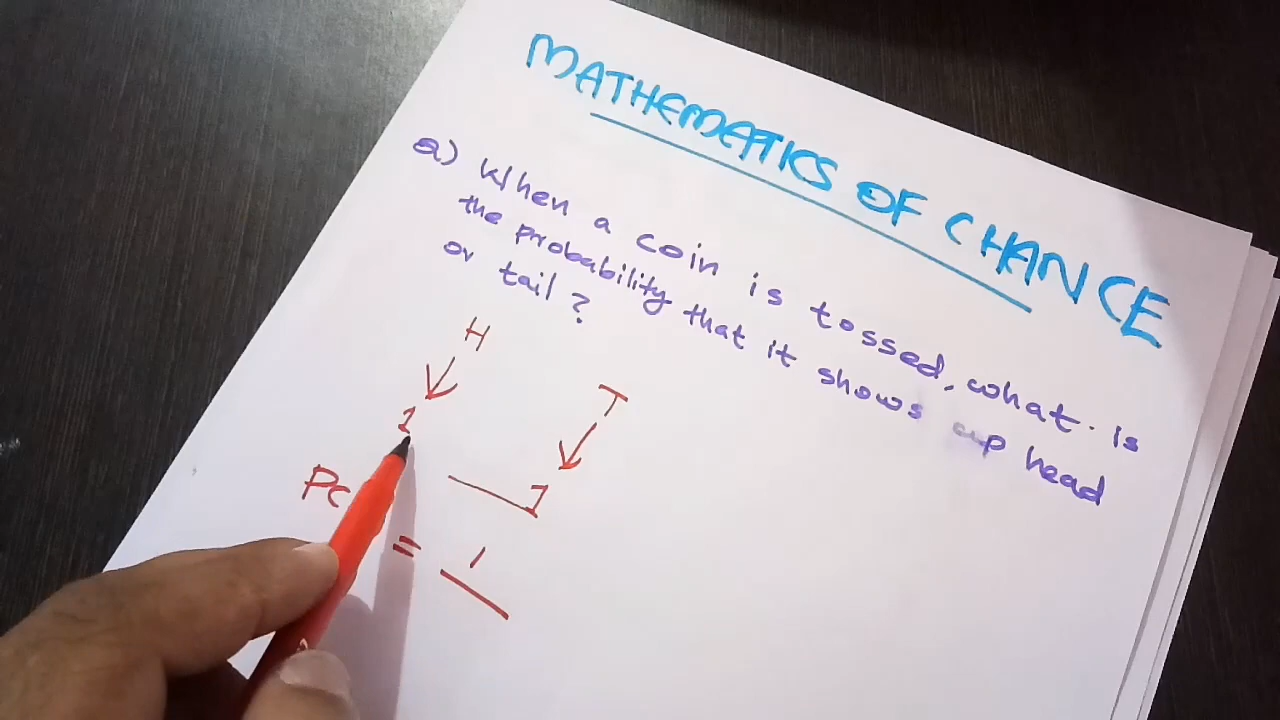 MATHEMATICS OF CHANCE
a) When a coin is tossed, what is
the probability that it shows up head
or tail?
H T
1 1
PC
= 1